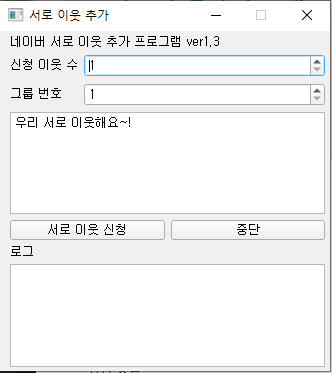 서로 이웃 추가
네이버 서로 이웃 추가 프로그램 ver1.3
신청 이웃 수 1
그룹 번호 1
우리 서로 이웃해요~!
서로 이웃 신청 중단
로그